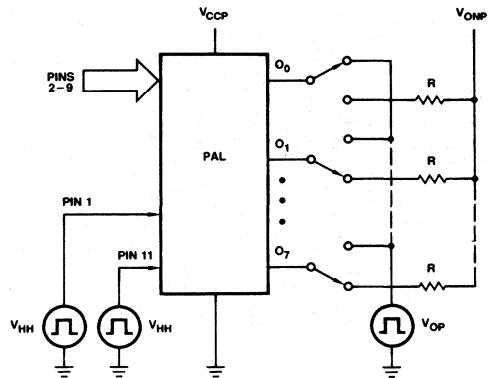 VCCP
VONP
PINS
2–9
O0
R
PAL
O1
R
PIN 1
PIN 11
O7
R
VHH
VHH
VOP